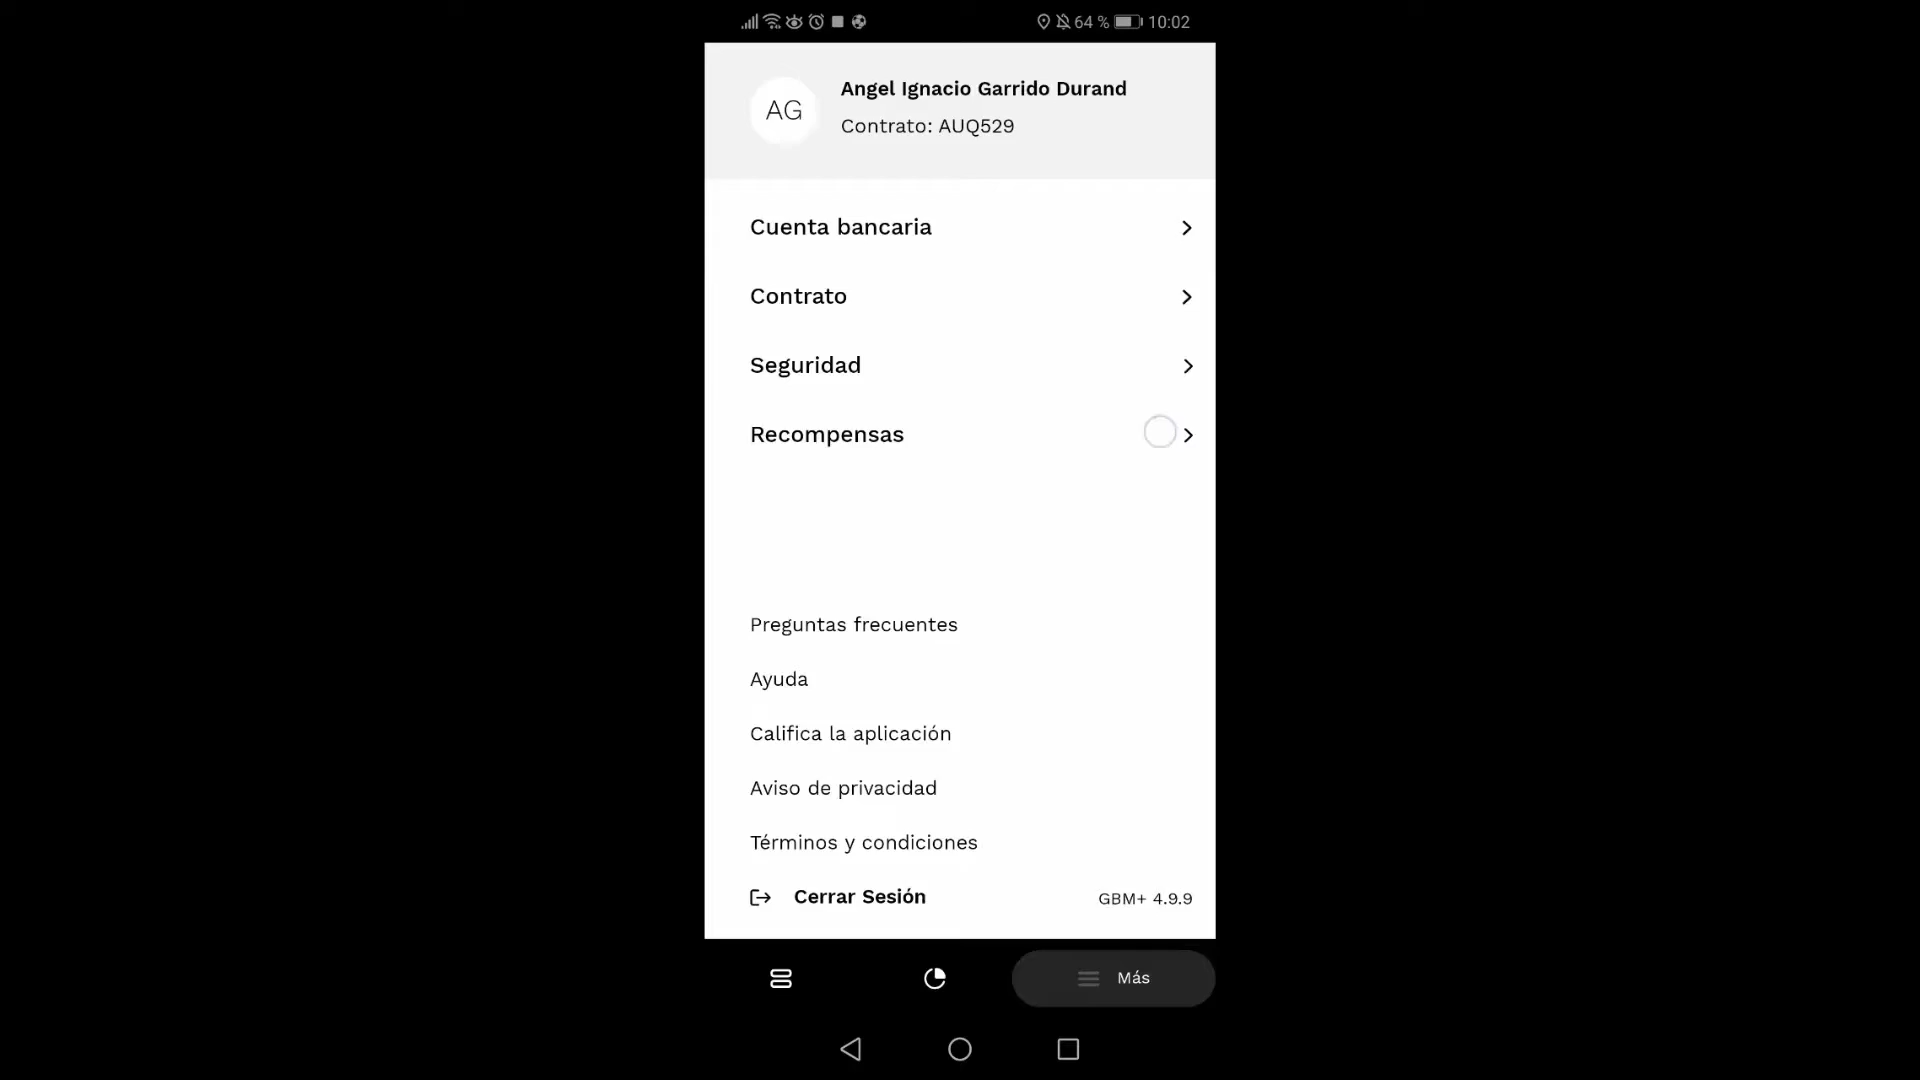 64 % 10:02
AG
Angel Ignacio Garrido Durand
Contrato: AUQ529
Cuenta bancaria
Contrato
Seguridad
Recompensas
Preguntas frecuentes
Ayuda
Califica la aplicación
Aviso de privacidad
Términos y condiciones
Cerrar Sesión
GBM+ 4.9.9
Más